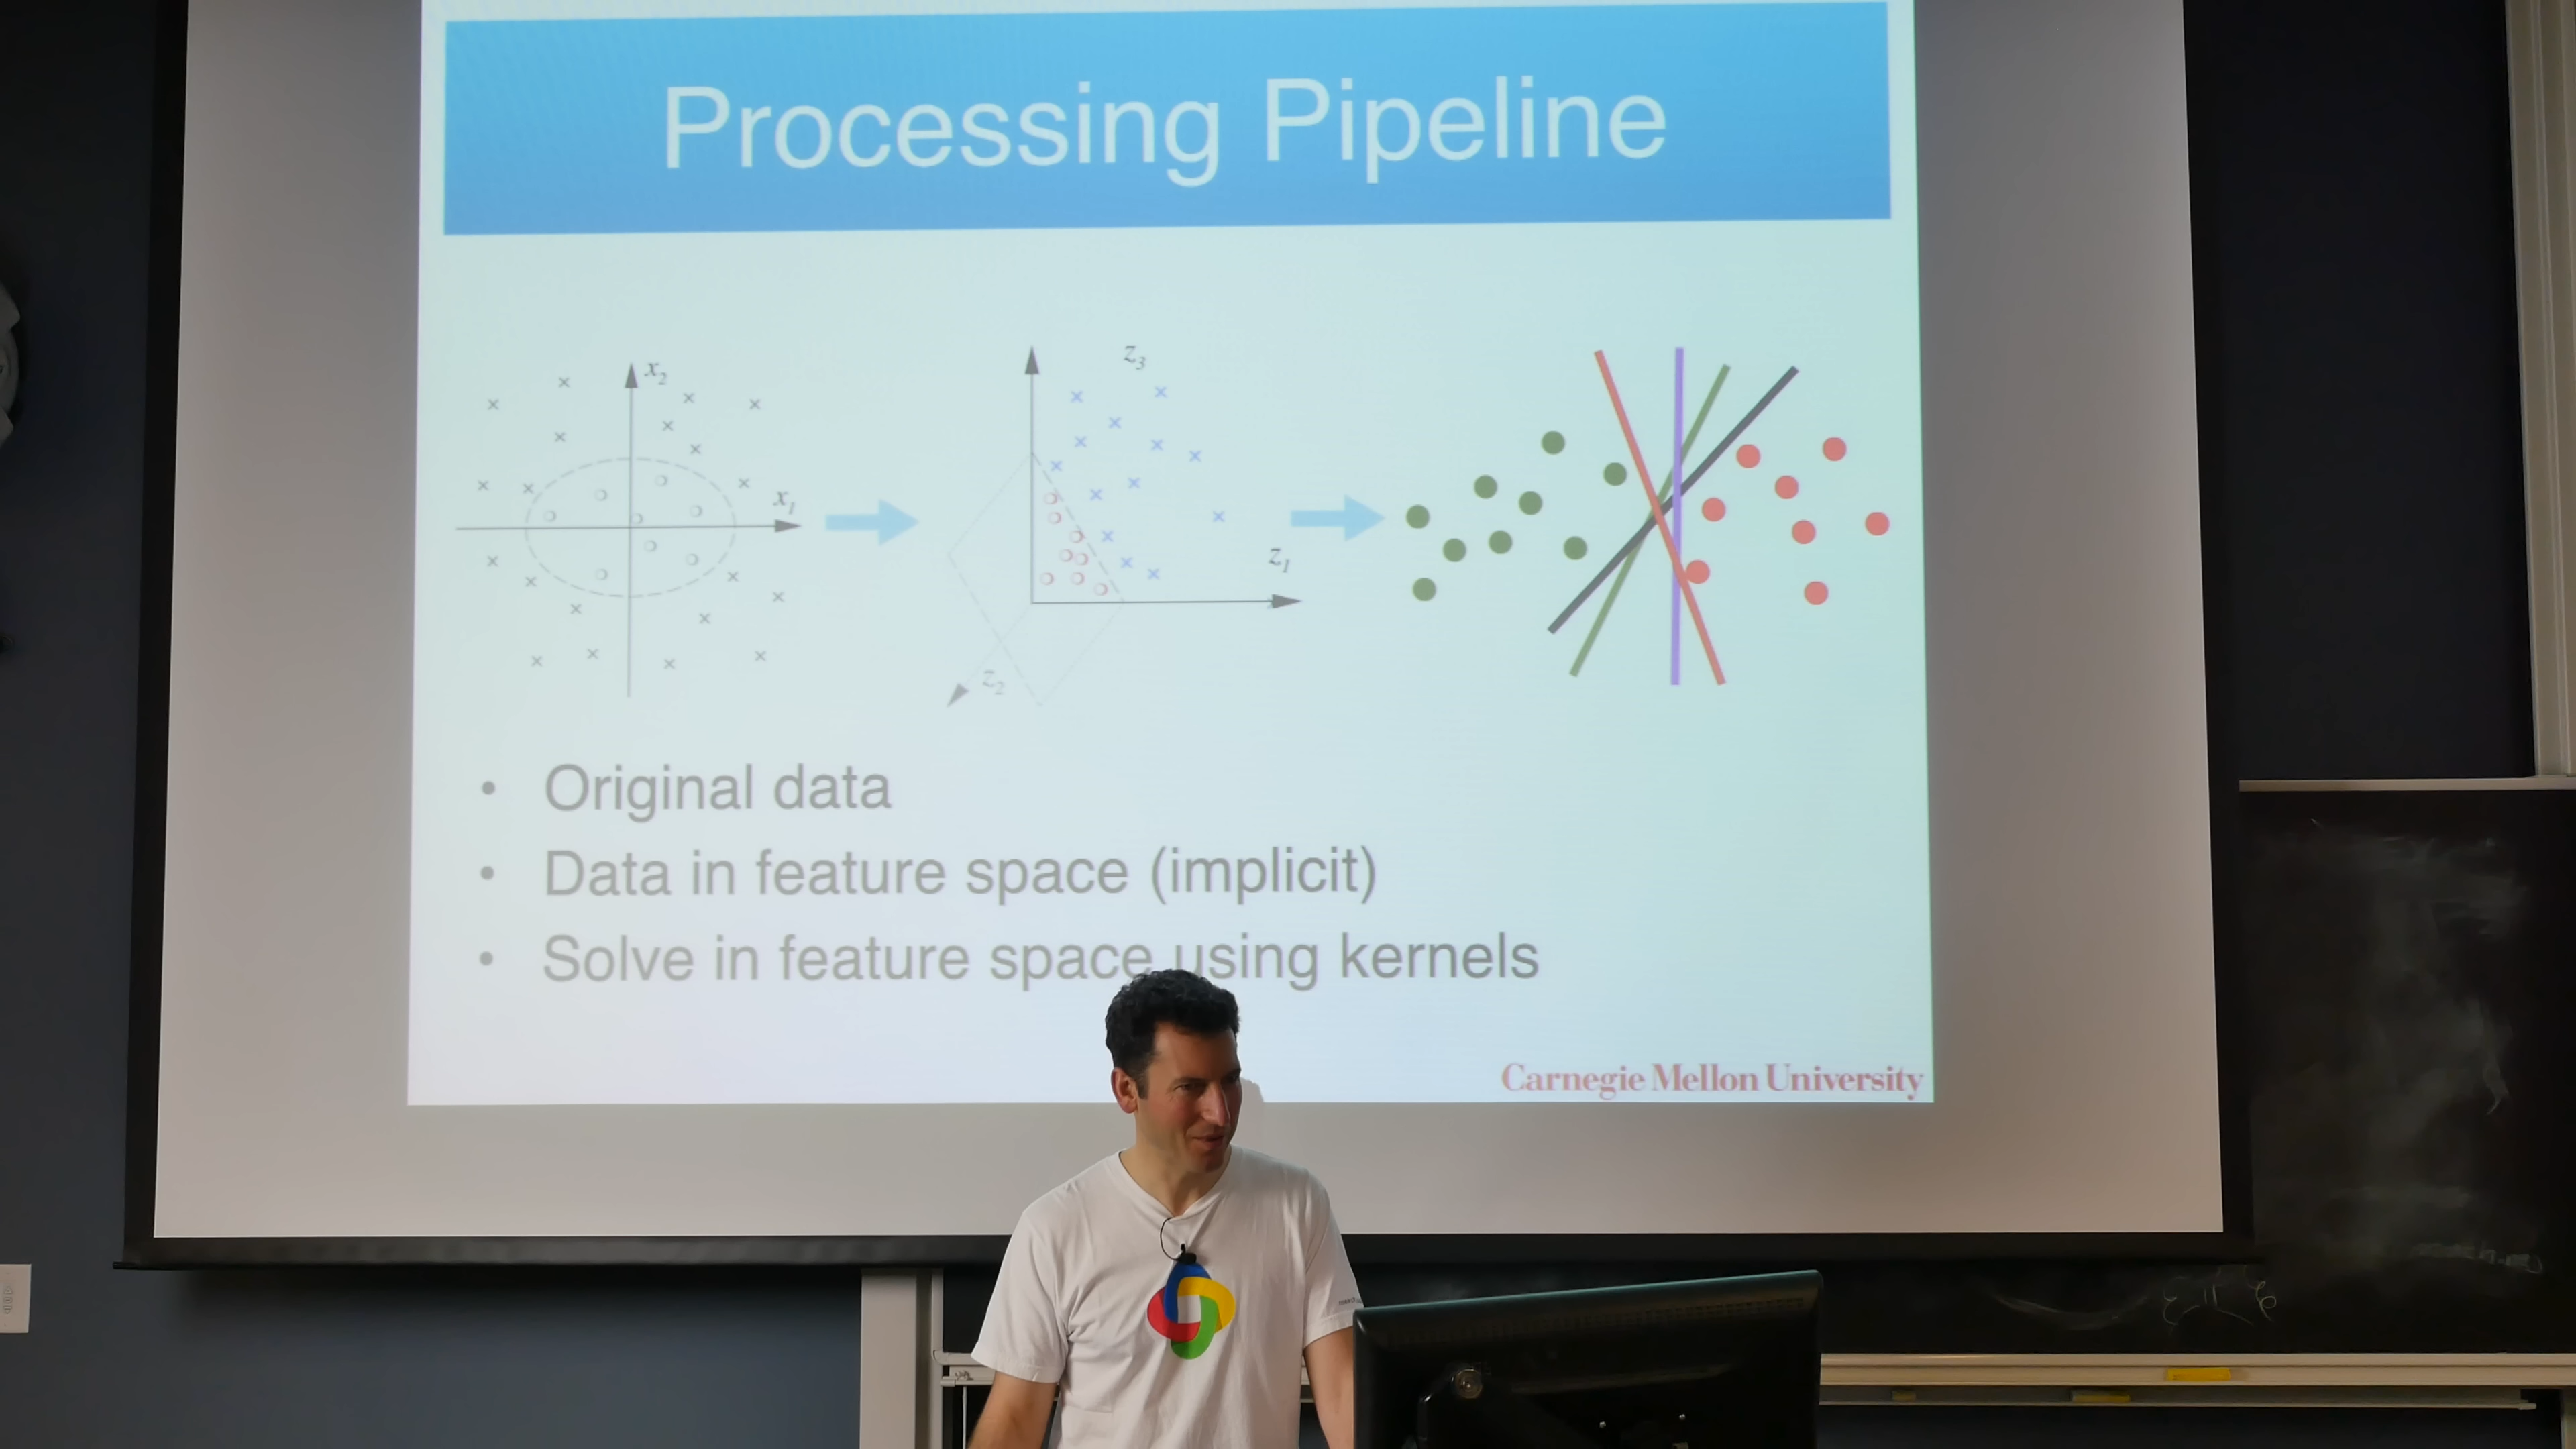 Processing Pipeline
x₂
x₁
z₃
z₁
z₂
• Original data
• Data in feature space (implicit)
• Solve in feature space using kernels
Carnegie Mellon University